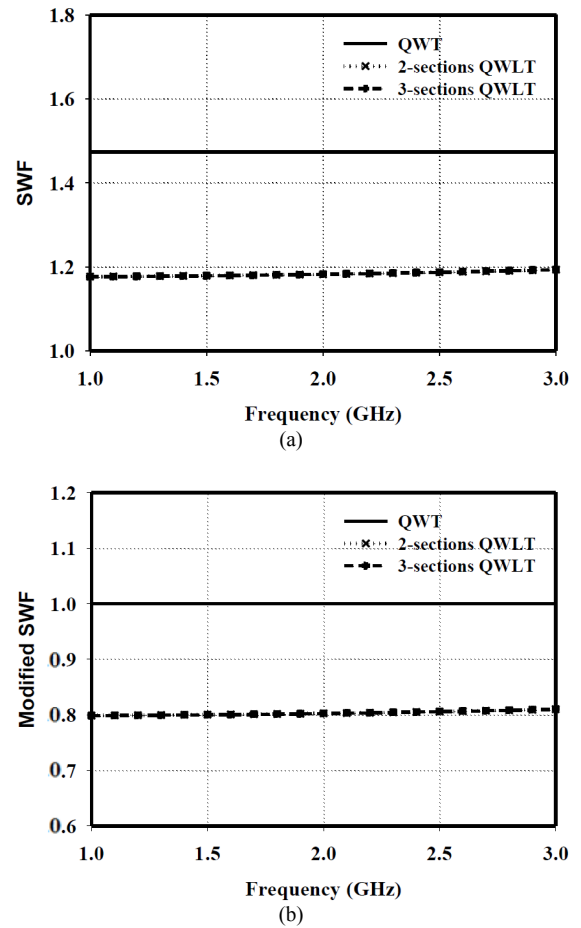 1.8
1.6
1.4
1.2
1.0
SWF
QWT
2-sections QWLT
3-sections QWLT
1.0 1.5 2.0 2.5 3.0
Frequency (GHz)
(a)
1.2
1.1
1.0
0.9
0.8
0.7
0.6
Modified SWF
QWT
2-sections QWLT
3-sections QWLT
1.0 1.5 2.0 2.5 3.0
Frequency (GHz)
(b)